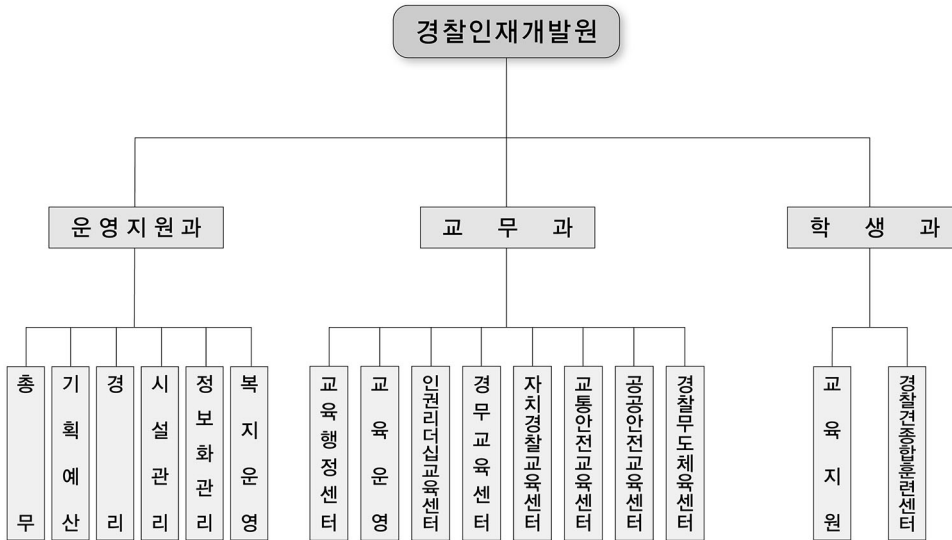 경찰인재개발원
운영지원과
교무과
학생과
총무
기획예산
경리
시설관리
정보화관리
복지운영
교육행정센터
교육운영
인권리더십교육센터
경무교육센터
자치경찰교육센터
교통안전교육센터
공공안전교육센터
경찰무도체육센터
교육지원
경찰견종합훈련센터